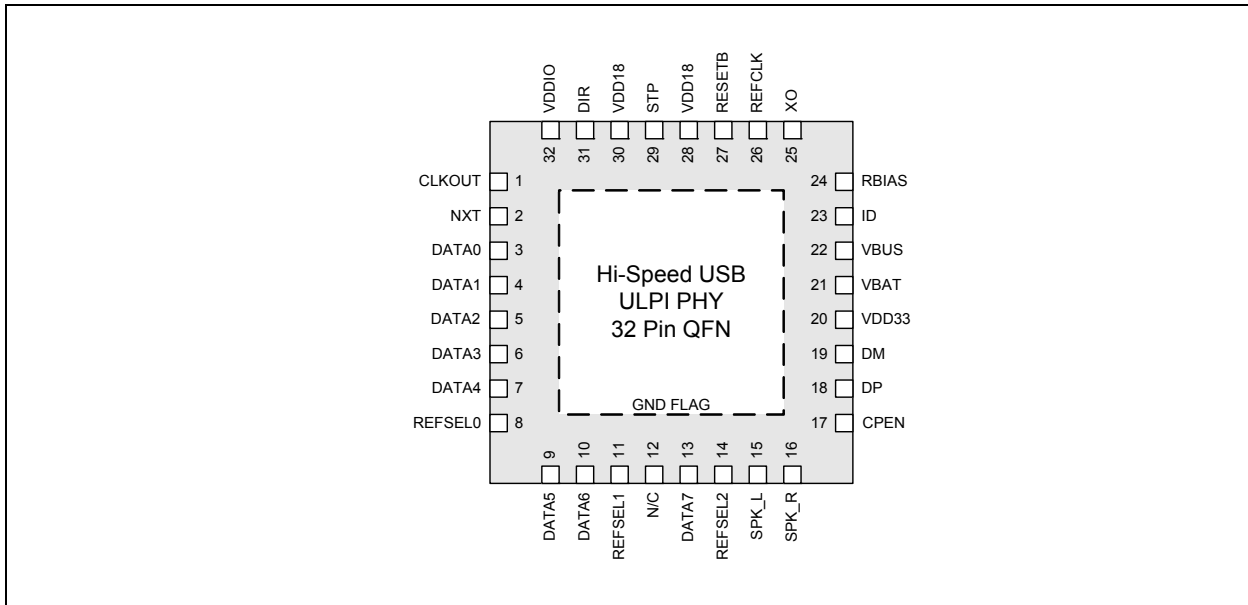 VDDIO
DIR
VDD18
STP
VDD18
RESETB
REFCLK
XO
32
31
30
29
28
27
26
25
CLKOUT 1
NXT 2
DATA0 3
DATA1 4
DATA2 5
DATA3 6
DATA4 7
REFSEL0 8
Hi-Speed USB
ULPI PHY
32 Pin QFN
GND FLAG
24 RBIAS
23 ID
22 VBUS
21 VBAT
20 VDD33
19 DM
18 DP
17 CPEN
9
10
11
12
13
14
15
16
DATA5
DATA6
REFSEL1
N/C
DATA7
REFSEL2
SPK_L
SPK_R